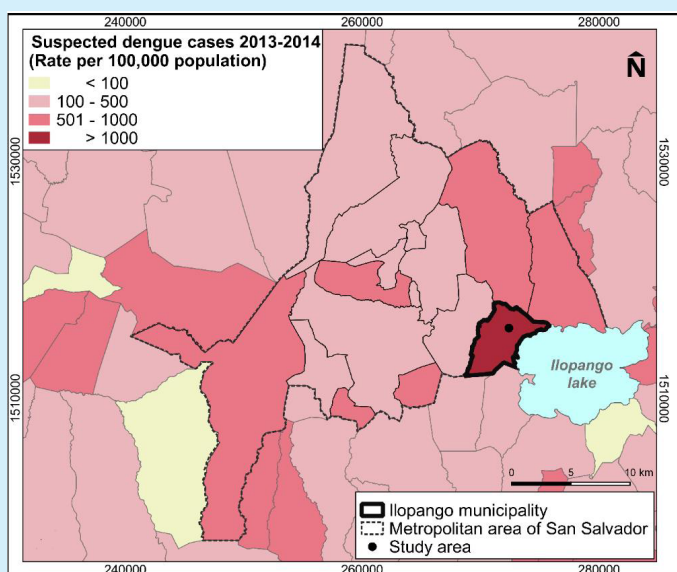 240000 260000 280000
Suspected dengue cases 2013-2014
(Rate per 100,000 population)
< 100
100 - 500
501 - 1000
> 1000
N
1530000 1530000
Ilopango
lake
1510000 1510000
0 5 10 km
Ilopango municipality
Metropolitan area of San Salvador
Study area
240000 260000 280000